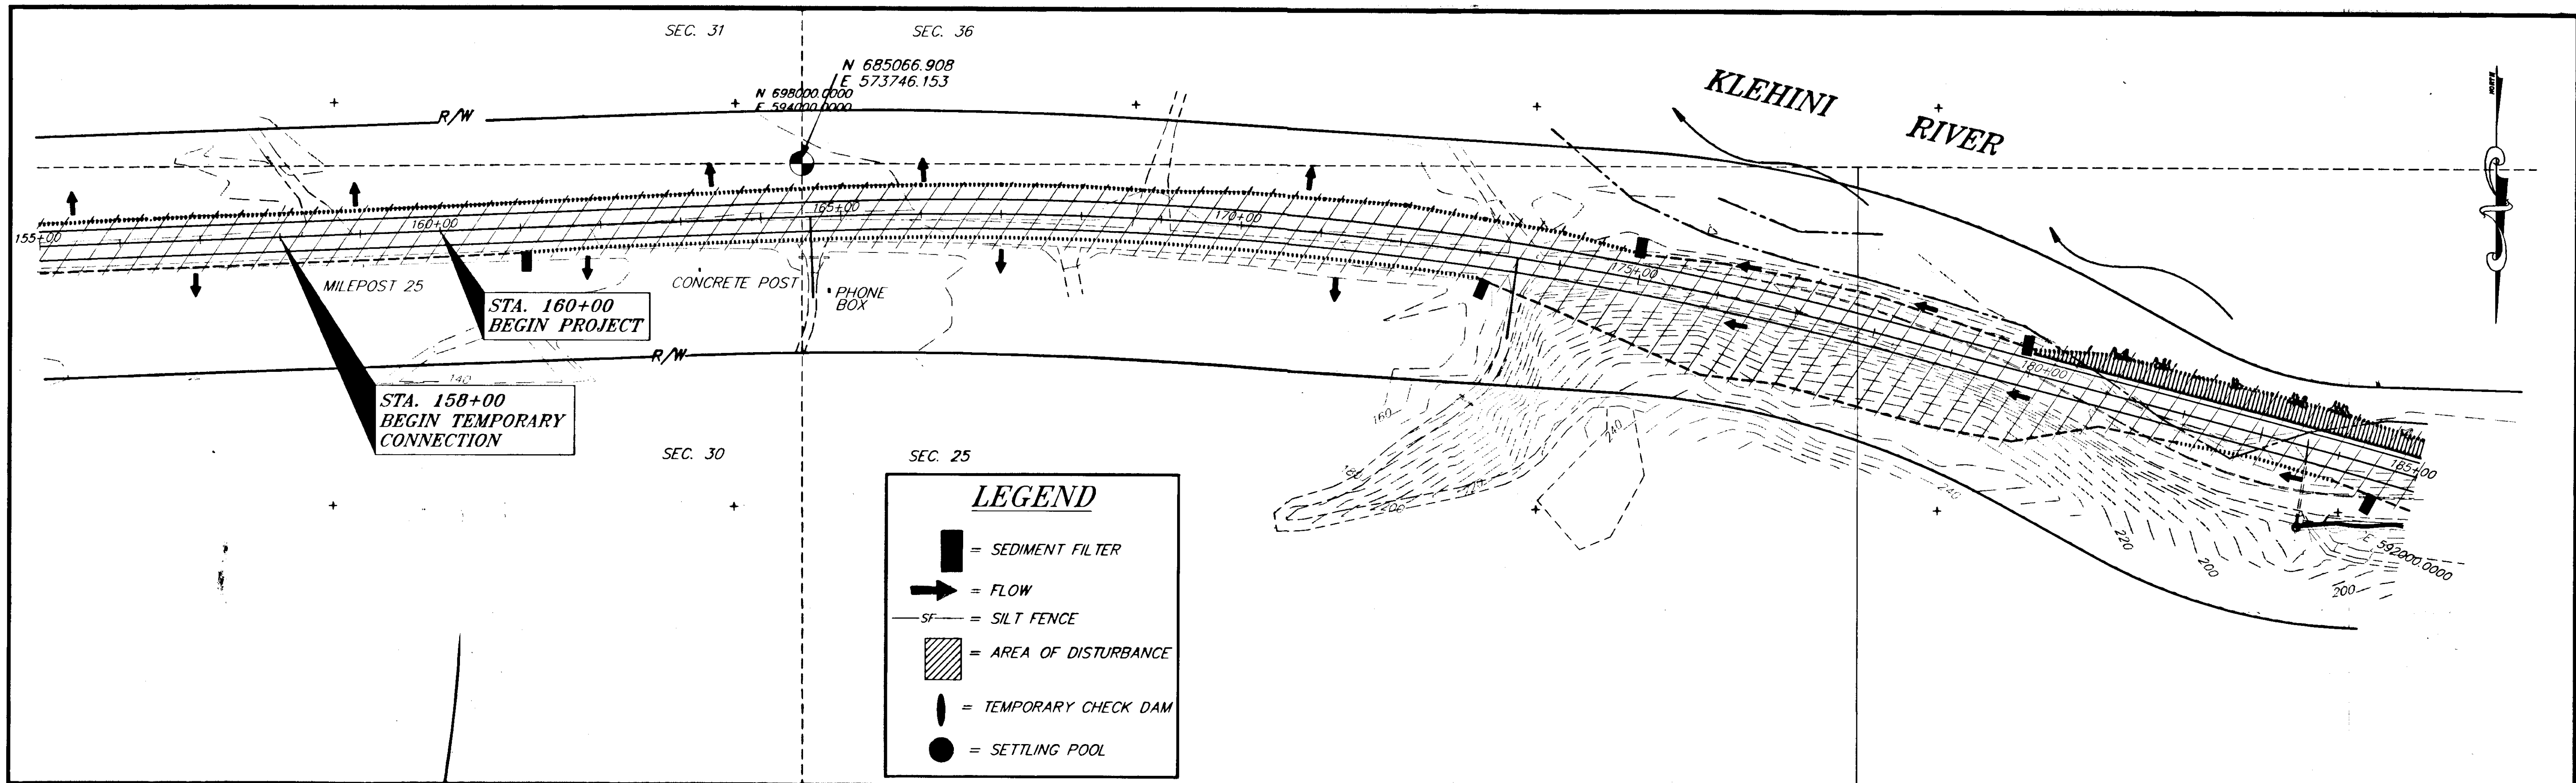 SEC. 31
SEC. 36
N 685066.908
E 573746.153
N 698000.0000
E 594000.0000
R/W
KLEHINI
RIVER
NORTH
155+00
160+00
165+00
170+00
175+00
180+00
185+00
MILEPOST 25
CONCRETE POST
PHONE
BOX
STA. 160+00
BEGIN PROJECT
R/W
140
STA. 158+00
BEGIN TEMPORARY
CONNECTION
160
180
200
220
240
240
220
200
200
E 592000.0000
SEC. 30
SEC. 25
LEGEND
= SEDIMENT FILTER
= FLOW
SF = SILT FENCE
= AREA OF DISTURBANCE
= TEMPORARY CHECK DAM
= SETTLING POOL